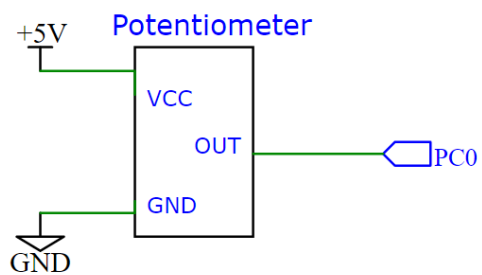 Potentiometer
+5V
VCC
OUT
PC0
GND
GND